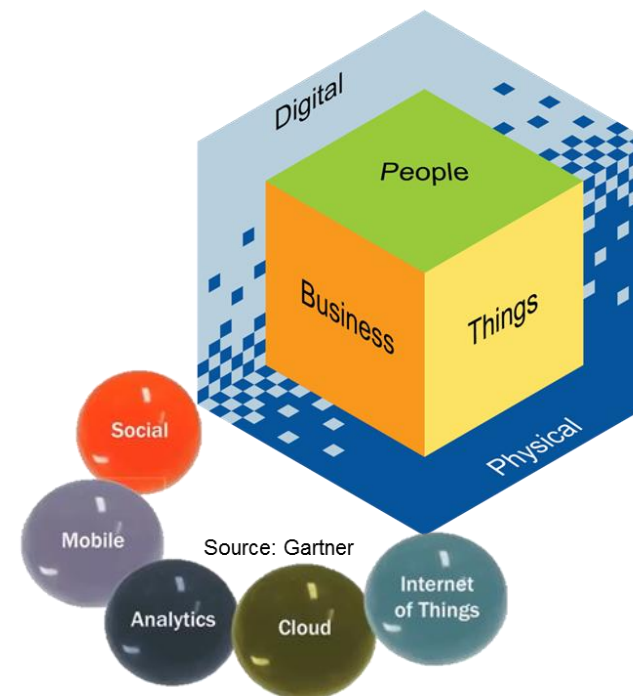 Digital
People
Business
Things
Physical
Social
Mobile
Source: Gartner
Analytics
Cloud
Internet
of Things